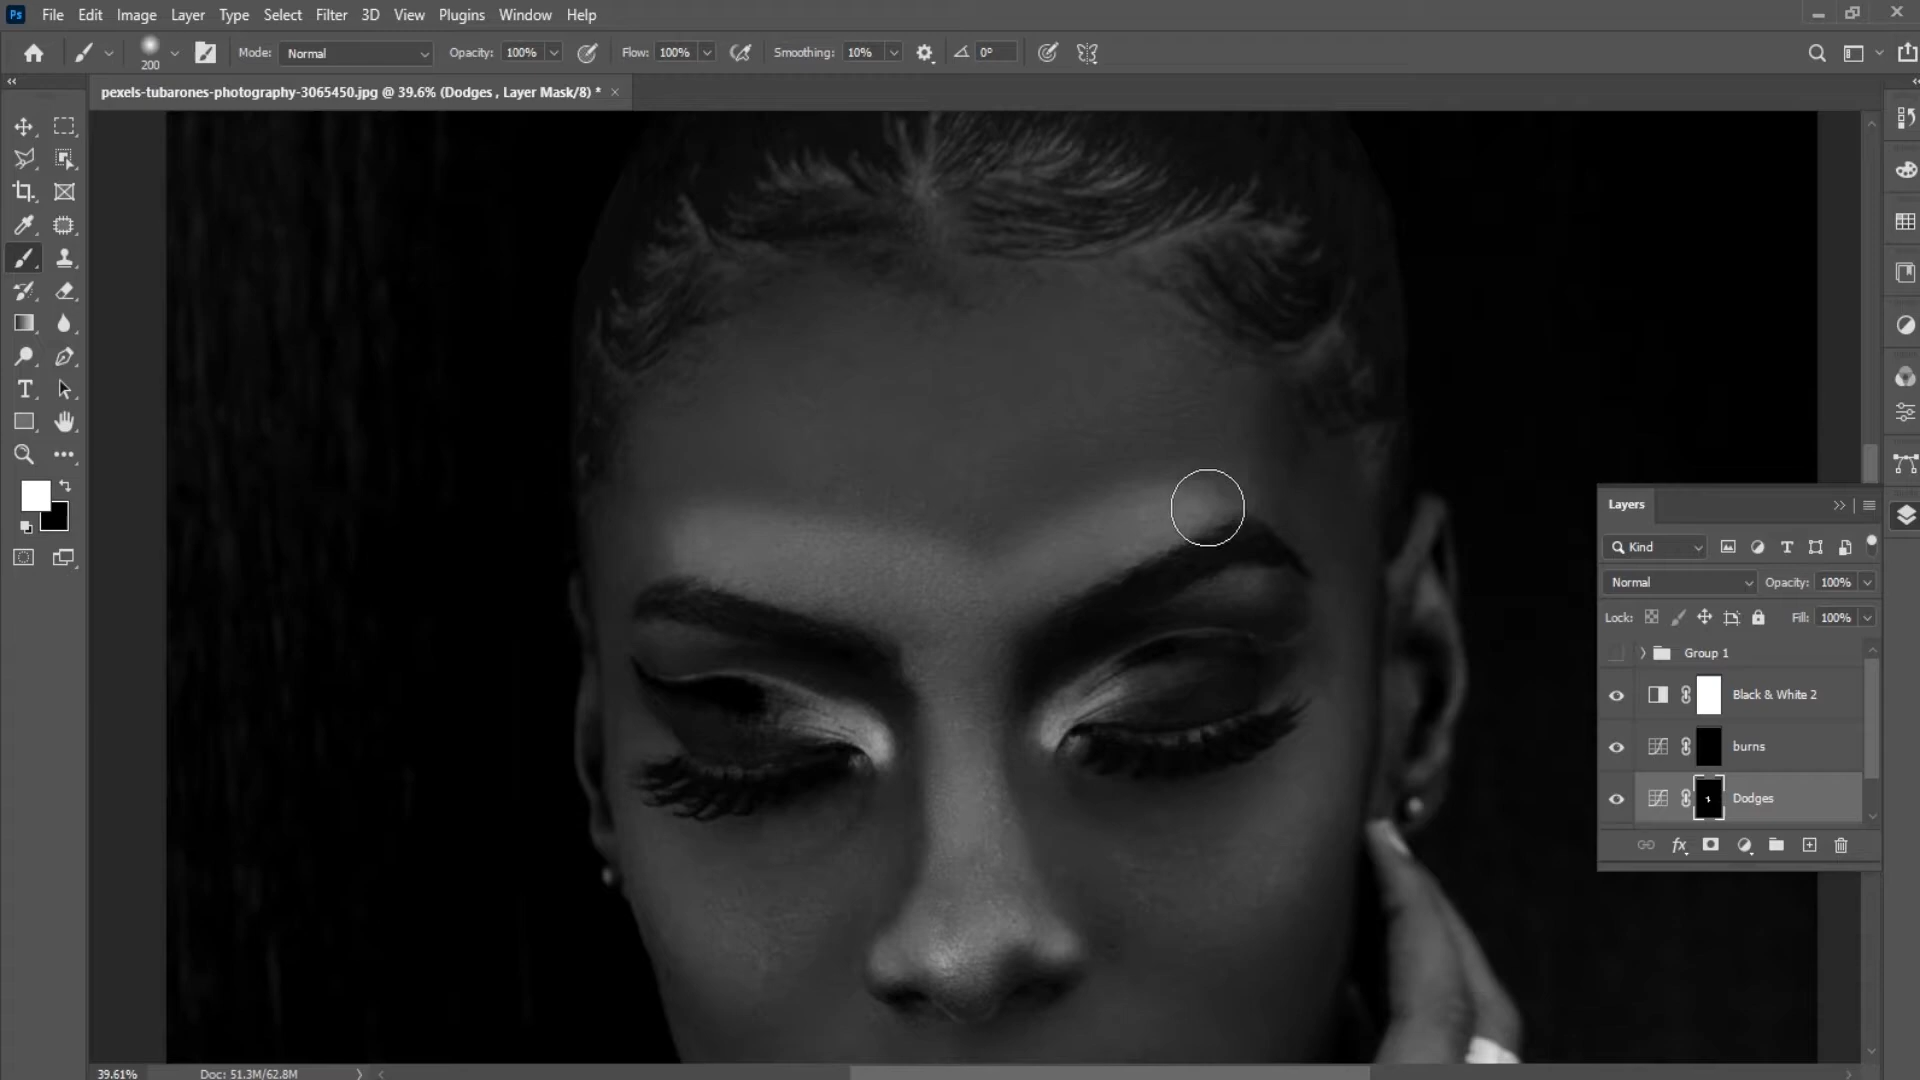 Ps File Edit Image Layer Type Select Filter 3D View Plugins Window Help
200 Mode: Normal Opacity: 100% Flow: 100% Smoothing: 10% 0°
pexels-tubarones-photography-3065450.jpg @ 39.6% (Dodges , Layer Mask/8) *
Layers
Kind
Normal Opacity: 100%
Lock: Fill: 100%
Group 1
Black & White 2
burns
Dodges
fx
39.61% Doc: 51.3M/62.8M